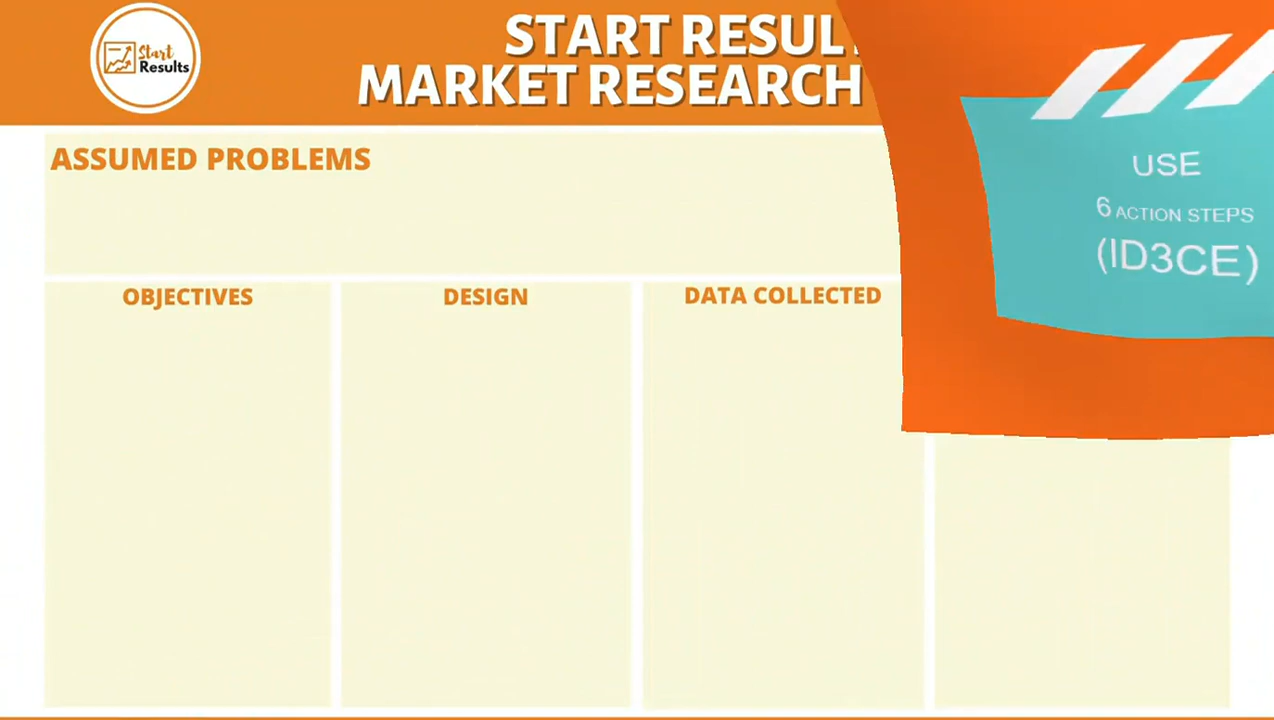 Start
Results
START RESUL
MARKET RESEARCH
ASSUMED PROBLEMS
OBJECTIVES
DESIGN
DATA COLLECTED
USE
6 ACTION STEPS
(ID3CE)